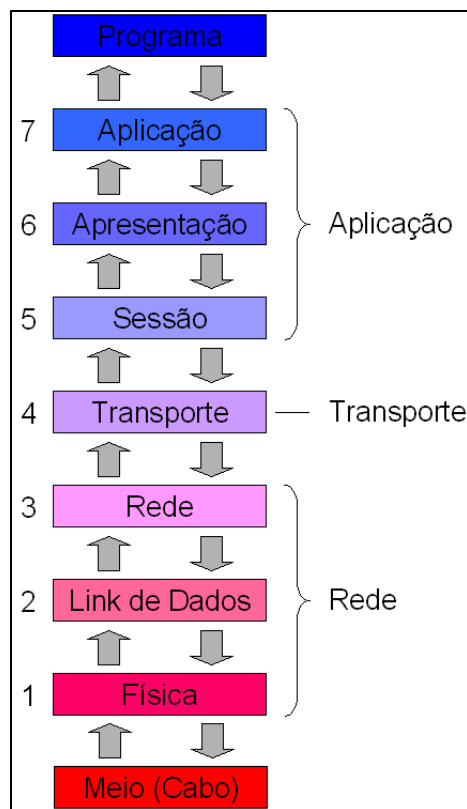 Programa
7 Aplicação
6 Apresentação
Aplicação
5 Sessão
4 Transporte
Transporte
3 Rede
2 Link de Dados
Rede
1 Física
Meio (Cabo)